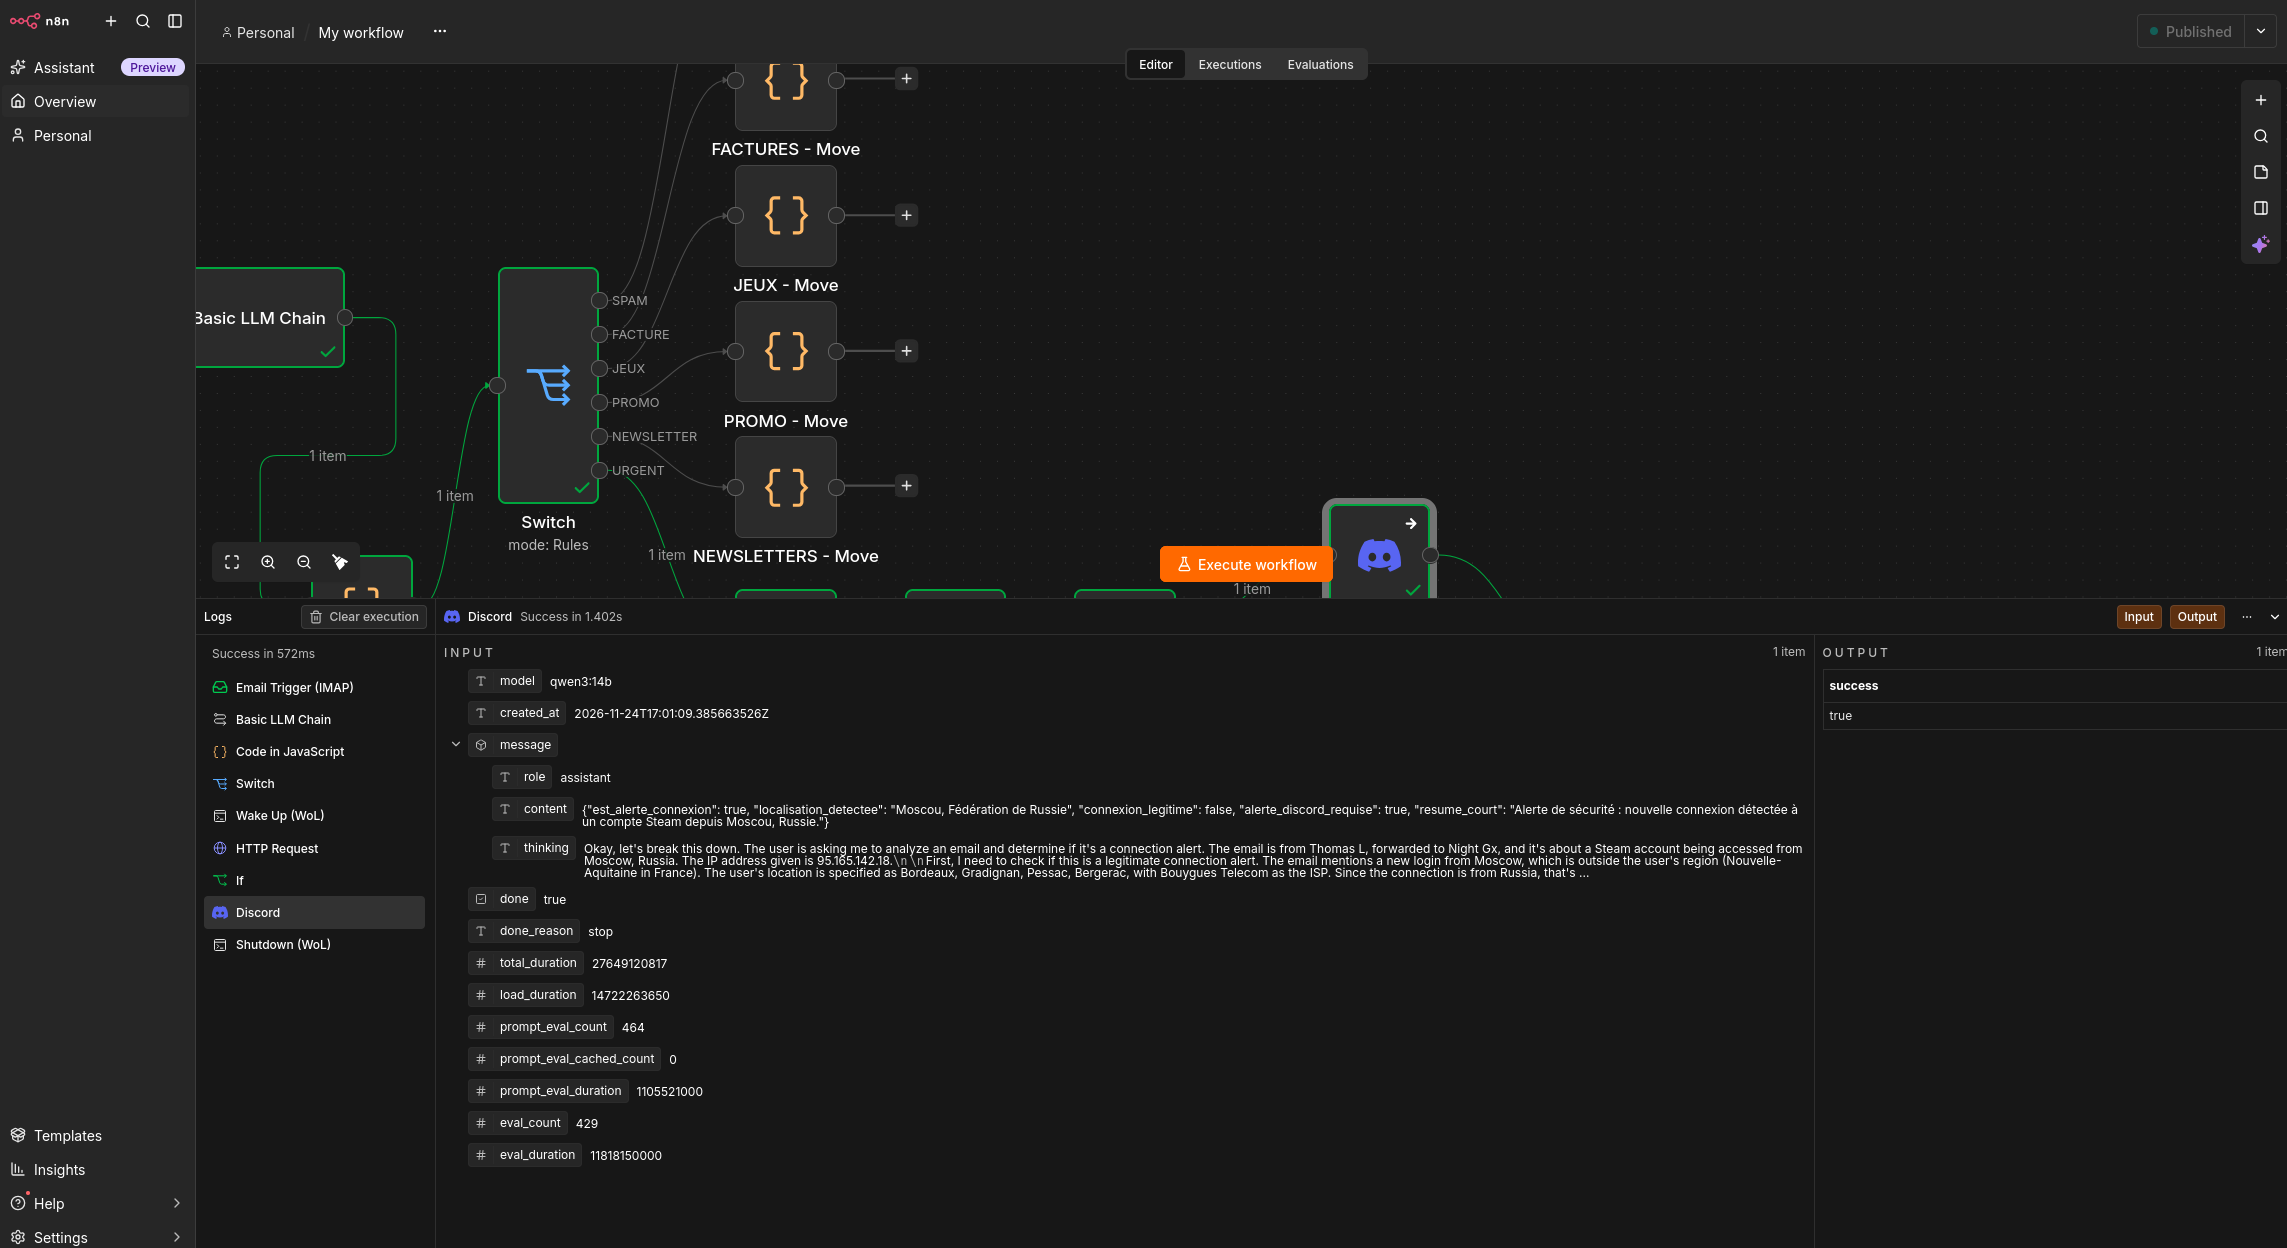 n8n
Personal / My workflow ...
Published
Assistant Preview
Overview
Personal
Editor Executions Evaluations
FACTURES - Move
JEUX - Move
PROMO - Move
NEWSLETTERS - Move
Basic LLM Chain
1 item
1 item
SPAM
FACTURE
JEUX
PROMO
NEWSLETTER
URGENT
Switch
mode: Rules
1 item
Execute workflow
1 item
Logs
Clear execution
Discord Success in 1.402s
Input Output ...
Success in 572ms
Email Trigger (IMAP)
Basic LLM Chain
Code in JavaScript
Switch
Wake Up (WoL)
HTTP Request
If
Discord
Shutdown (WoL)
INPUT 1 item
model qwen3:14b
created_at 2026-11-24T17:01:09.385663526Z
message
role assistant
content {"est_alerte_connexion": true, "localisation_detectee": "Moscou, Fédération de Russie", "connexion_legitime": false, "alerte_discord_requise": true, "resume_court": "Alerte de sécurité : nouvelle connexion détectée à
un compte Steam depuis Moscou, Russie."}
thinking Okay, let's break this down. The user is asking me to analyze an email and determine if it's a connection alert. The email is from Thomas L, forwarded to Night Gx, and it's about a Steam account being accessed from
Moscow, Russia. The IP address given is 95.165.142.18.\n \n First, I need to check if this is a legitimate connection alert. The email mentions a new login from Moscow, which is outside the user's region (Nouvelle-
Aquitaine in France). The user's location is specified as Bordeaux, Gradignan, Pessac, Bergerac, with Bouygues Telecom as the ISP. Since the connection is from Russia, that's ...
done true
done_reason stop
total_duration 27649120817
load_duration 14722263650
prompt_eval_count 464
prompt_eval_cached_count 0
prompt_eval_duration 1105521000
eval_count 429
eval_duration 11818150000
OUTPUT 1 item
success
true
Templates
Insights
Help
Settings